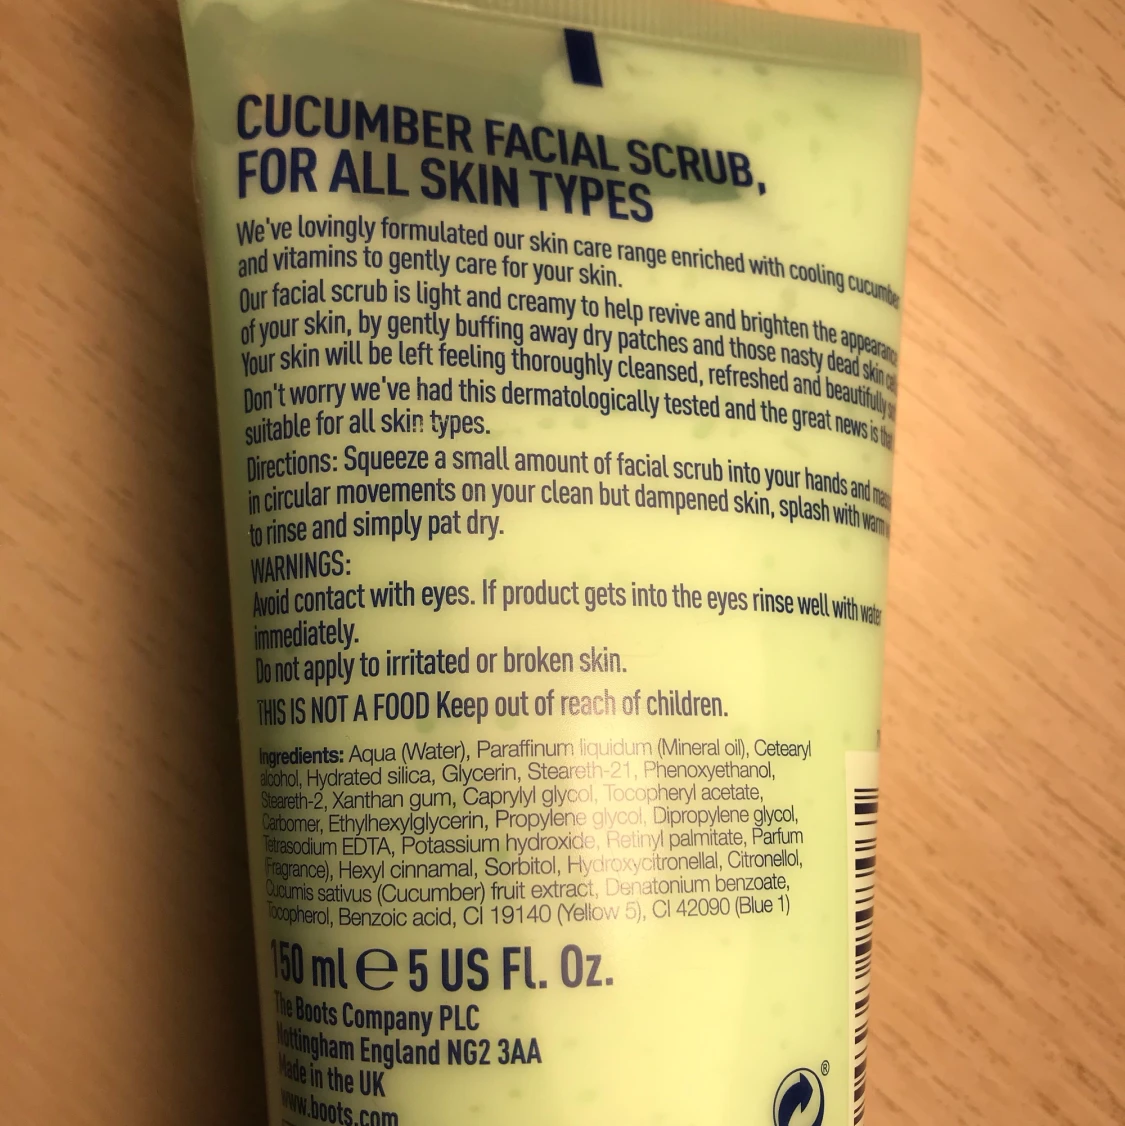 CUCUMBER FACIAL SCRUB,
FOR ALL SKIN TYPES
We've lovingly formulated our skin care range enriched with cooling cucumber
and vitamins to gently care for your skin.
Our facial scrub is light and creamy to help revive and brighten the appearanc
of your skin, by gently buffing away dry patches and those nasty dead skin
Your skin will be left feeling thoroughly cleansed, refreshed and beautifully
Don't worry we've had this dermatologically tested and the great news is that
suitable for all skin types.
Directions: Squeeze a small amount of facial scrub into your hands and
in circular movements on your clean but dampened skin, splash with warm
to rinse and simply pat dry.
WARNINGS:
Avoid contact with eyes. If product gets into the eyes rinse well with water
immediately.
Do not apply to irritated or broken skin.
THIS IS NOT A FOOD Keep out of reach of children.
Ingredients: Aqua (Water), Paraffinum liquidum (Mineral oil), Cetearyl
alcohol, Hydrated silica, Glycerin, Steareth-21, Phenoxyethanol,
Steareth-2, Xanthan gum, Caprylyl glycol, Tocopheryl acetate,
Carbomer, Ethylhexylglycerin, Propylene glycol, Dipropylene glycol,
Tetrasodium EDTA, Potassium hydroxide, Retinyl palmitate, Parfum
(Fragrance), Hexyl cinnamal, Sorbitol, Hydroxycitronellal, Citronellol,
Cucumis sativus (Cucumber) fruit extract, Denatonium benzoate,
Tocopherol, Benzoic acid, CI 19140 (Yellow 5), CI 42090 (Blue 1)
150 ml e 5 US Fl. Oz.
The Boots Company PLC
Nottingham England NG2 3AA
Made in the UK
www.boots.com
®